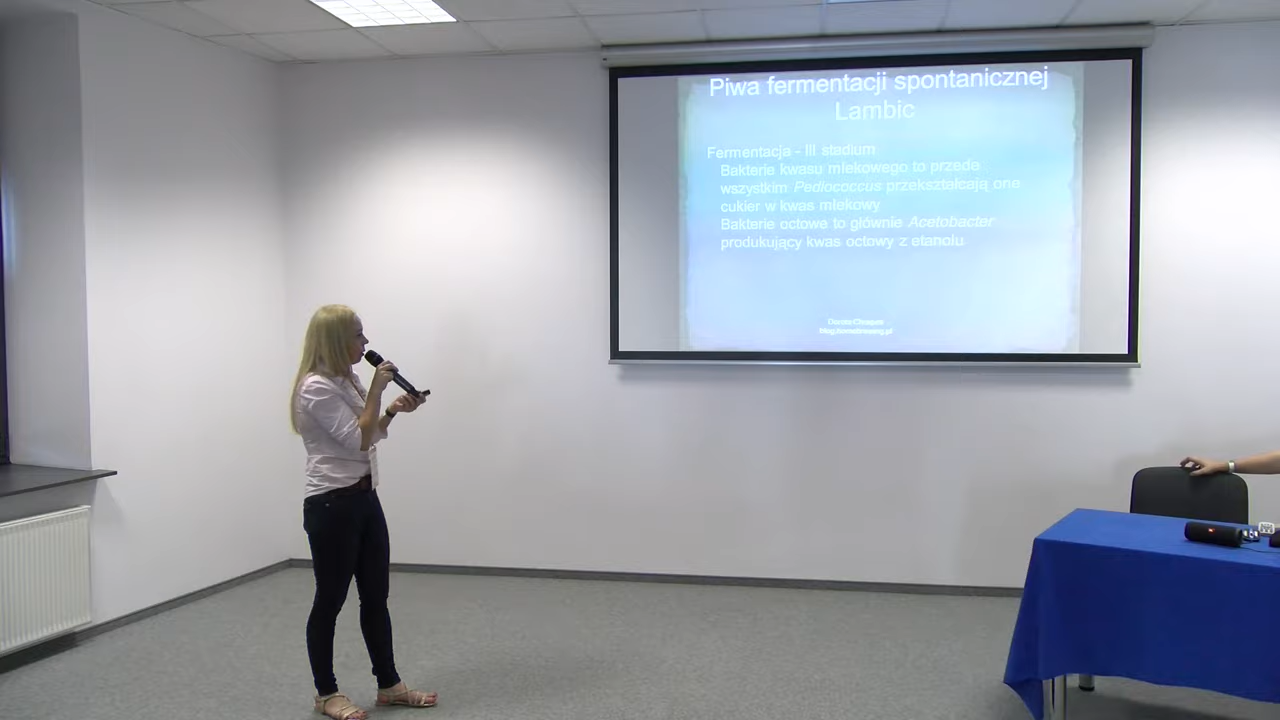 Piwa fermentacji spontanicznej
Lambic
Fermentacja - III stadium
Bakterie kwasu mlekowego to przede
wszystkim Pediococcus przekształcają one
cukier w kwas mlekowy
Bakterie octowe to głównie Acetobacter
produkujący kwas octowy z etanolu